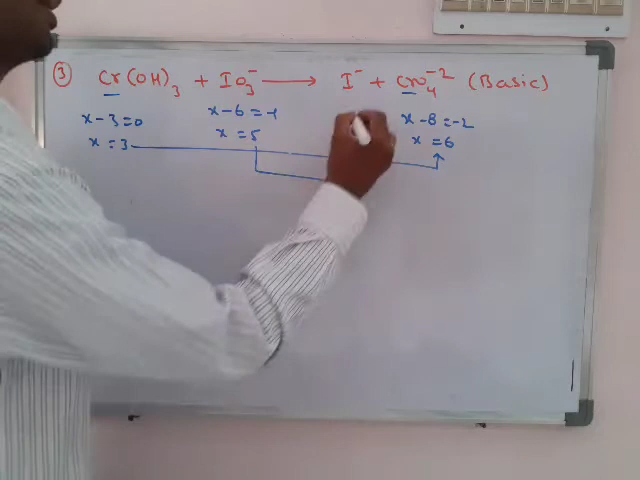 ③ Cr(OH)₃ + IO₃⁻ ⟶ I⁻ + CrO₄⁻² (Basic)
x-3=0 x-6=-1 x-8=-2
x=3 x=5 x=6